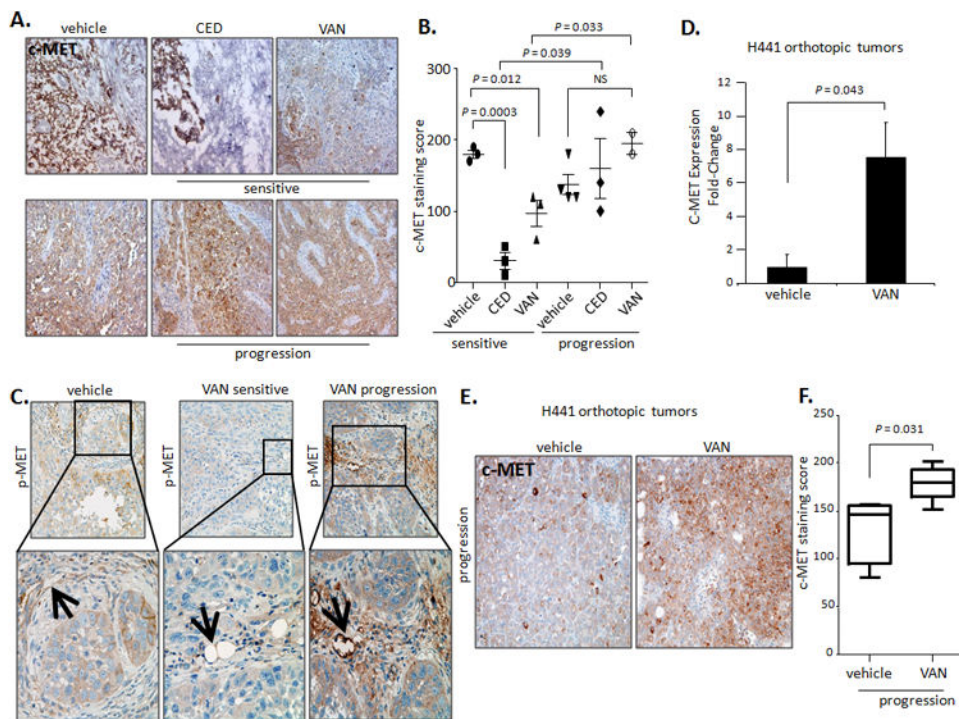 A.
vehicle
CED
VAN
c-MET
sensitive
progression
B.
P = 0.033
P = 0.039
P = 0.012
NS
P = 0.0003
c-MET staining score
300
200
100
0
vehicle
CED
VAN
vehicle
CED
VAN
sensitive
progression
D.
H441 orthotopic tumors
P = 0.043
C-MET Expression
Fold-Change
12
10
8
6
4
2
0
vehicle
VAN
C.
vehicle
VAN sensitive
VAN progression
p-MET
p-MET
p-MET
E.
H441 orthotopic tumors
vehicle
VAN
c-MET
progression
F.
P = 0.031
c-MET staining score
250
200
150
100
50
0
vehicle
VAN
progression